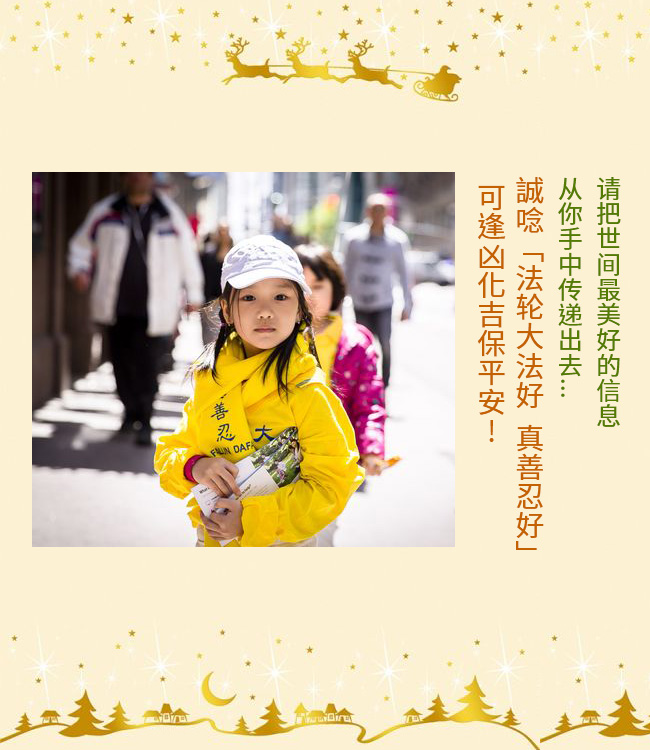 请把世间最美好的信息
从你手中传递出去…
誠唸「法轮大法好 真善忍好」
可逢凶化吉保平安！
善
忍
大
FALUN DAF